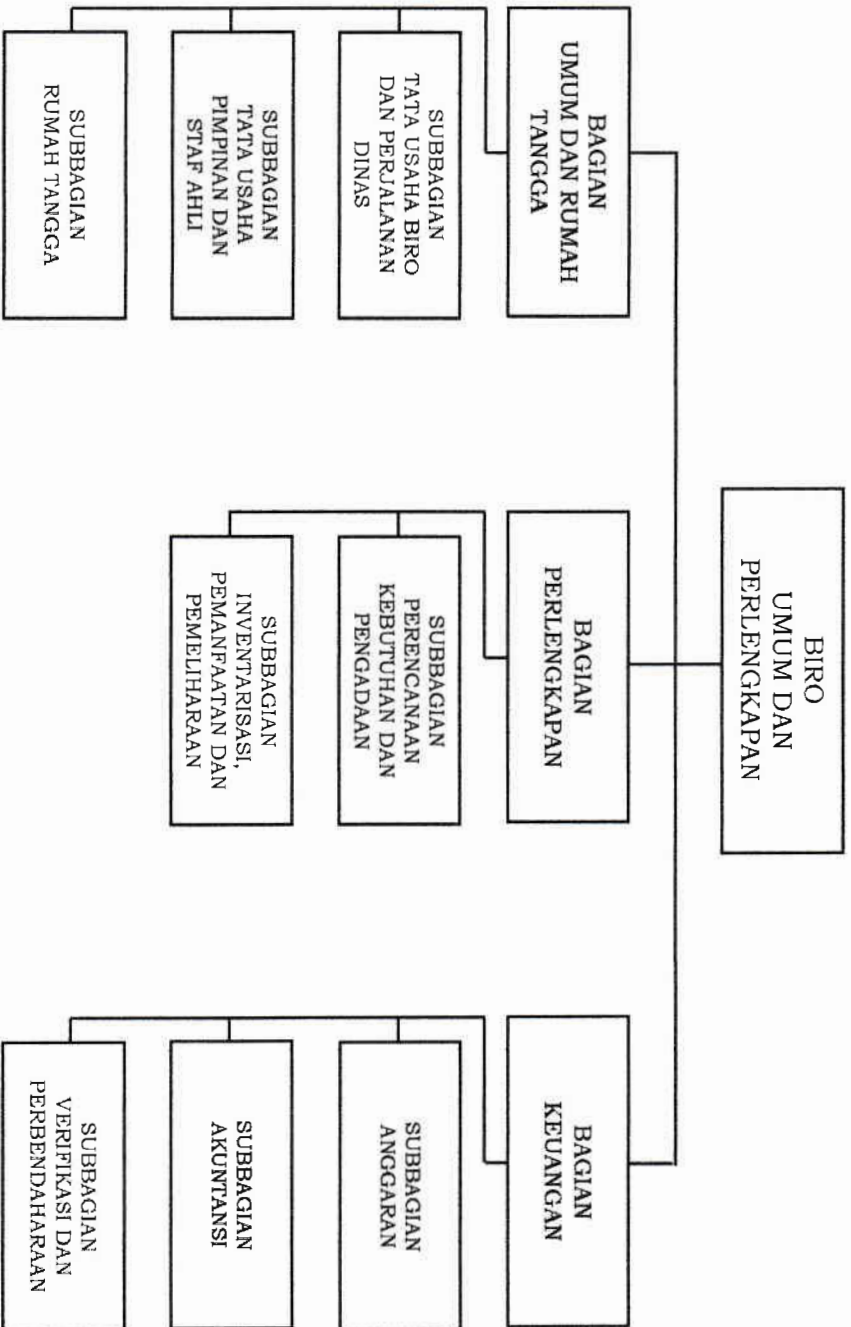 BIRO
UMUM DAN
PERLENGKAPAN
BAGIAN
UMUM DAN RUMAH
TANGGA
BAGIAN
PERLENGKAPAN
BAGIAN
KEUANGAN
SUBBAGIAN
TATA USAHA BIRO
DAN PERJALANAN
DINAS
SUBBAGIAN
PERENCANAAN
KEBUTUHAN DAN
PENGADAAN
SUBBAGIAN
ANGGARAN
SUBBAGIAN
TATA USAHA
PIMPINAN DAN
STAF AHLI
SUBBAGIAN
INVENTARISASI,
PEMANFAATAN DAN
PEMELIHARAAN
SUBBAGIAN
AKUNTANSI
SUBBAGIAN
RUMAH TANGGA
SUBBAGIAN
VERIFIKASI DAN
PERBENDAHARAAN